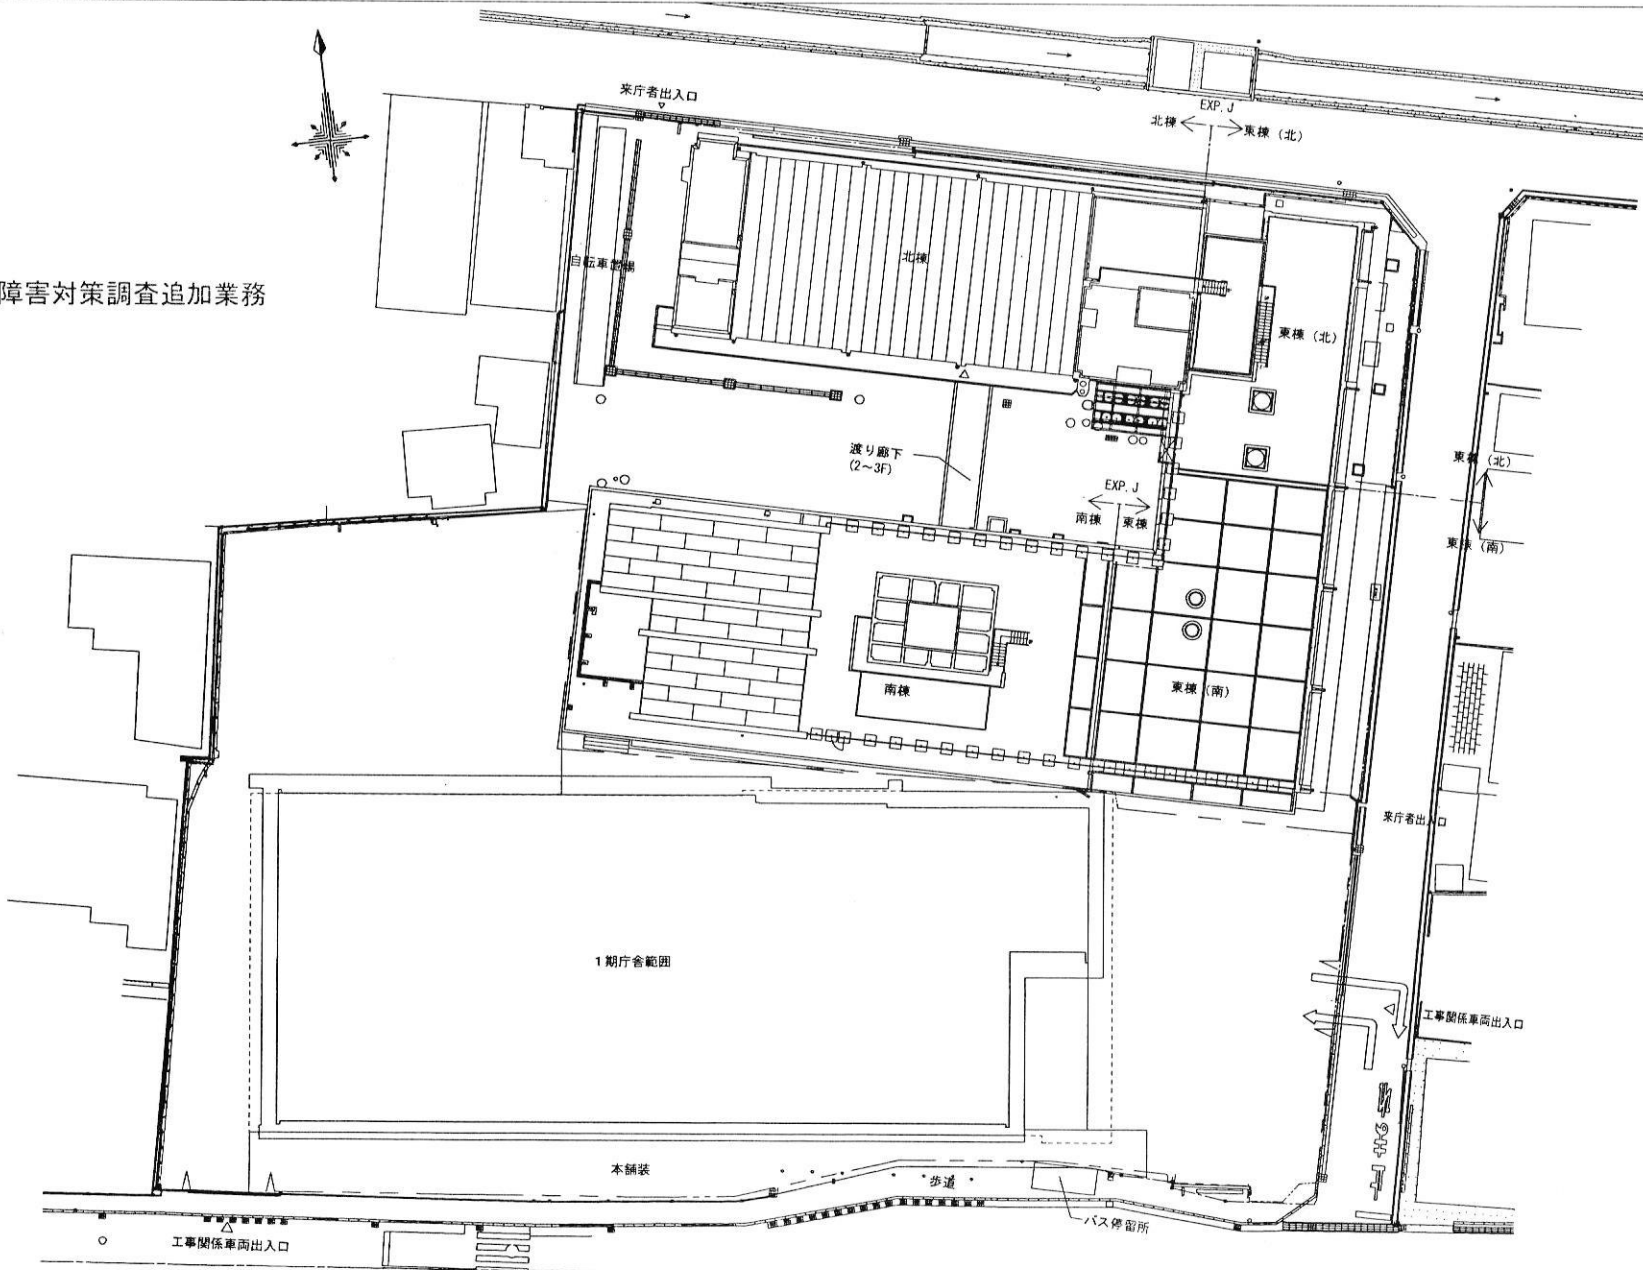 来庁者出入口
EXP. J
北棟
東棟（北）
障害対策調査追加業務
自転車置場
北棟
東棟（北）
渡り廊下
(2～3F)
EXP. J
南棟
東棟
東棟（北）
東棟（南）
南棟
東棟（南）
来庁者出入口
1期庁舎範囲
工事関係車両出入口
本舗装
歩道
バス停留所
工事関係車両出入口